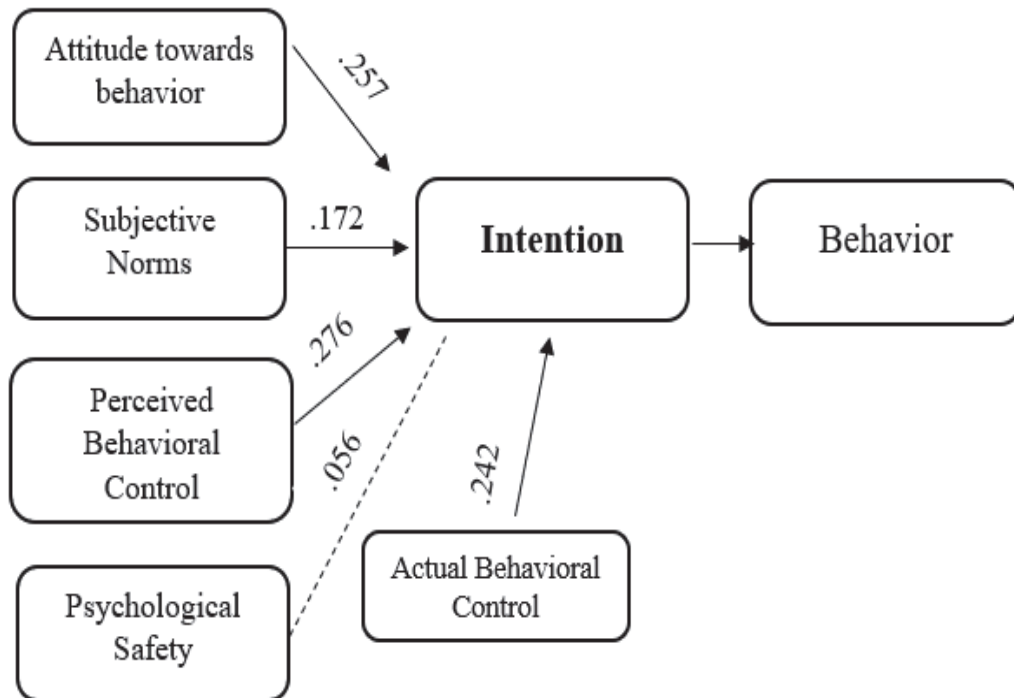 Attitude towards
behavior
.257
Subjective
Norms
.172
Intention
Behavior
Perceived
Behavioral
Control
.276
.056
.242
Psychological
Safety
Actual Behavioral
Control